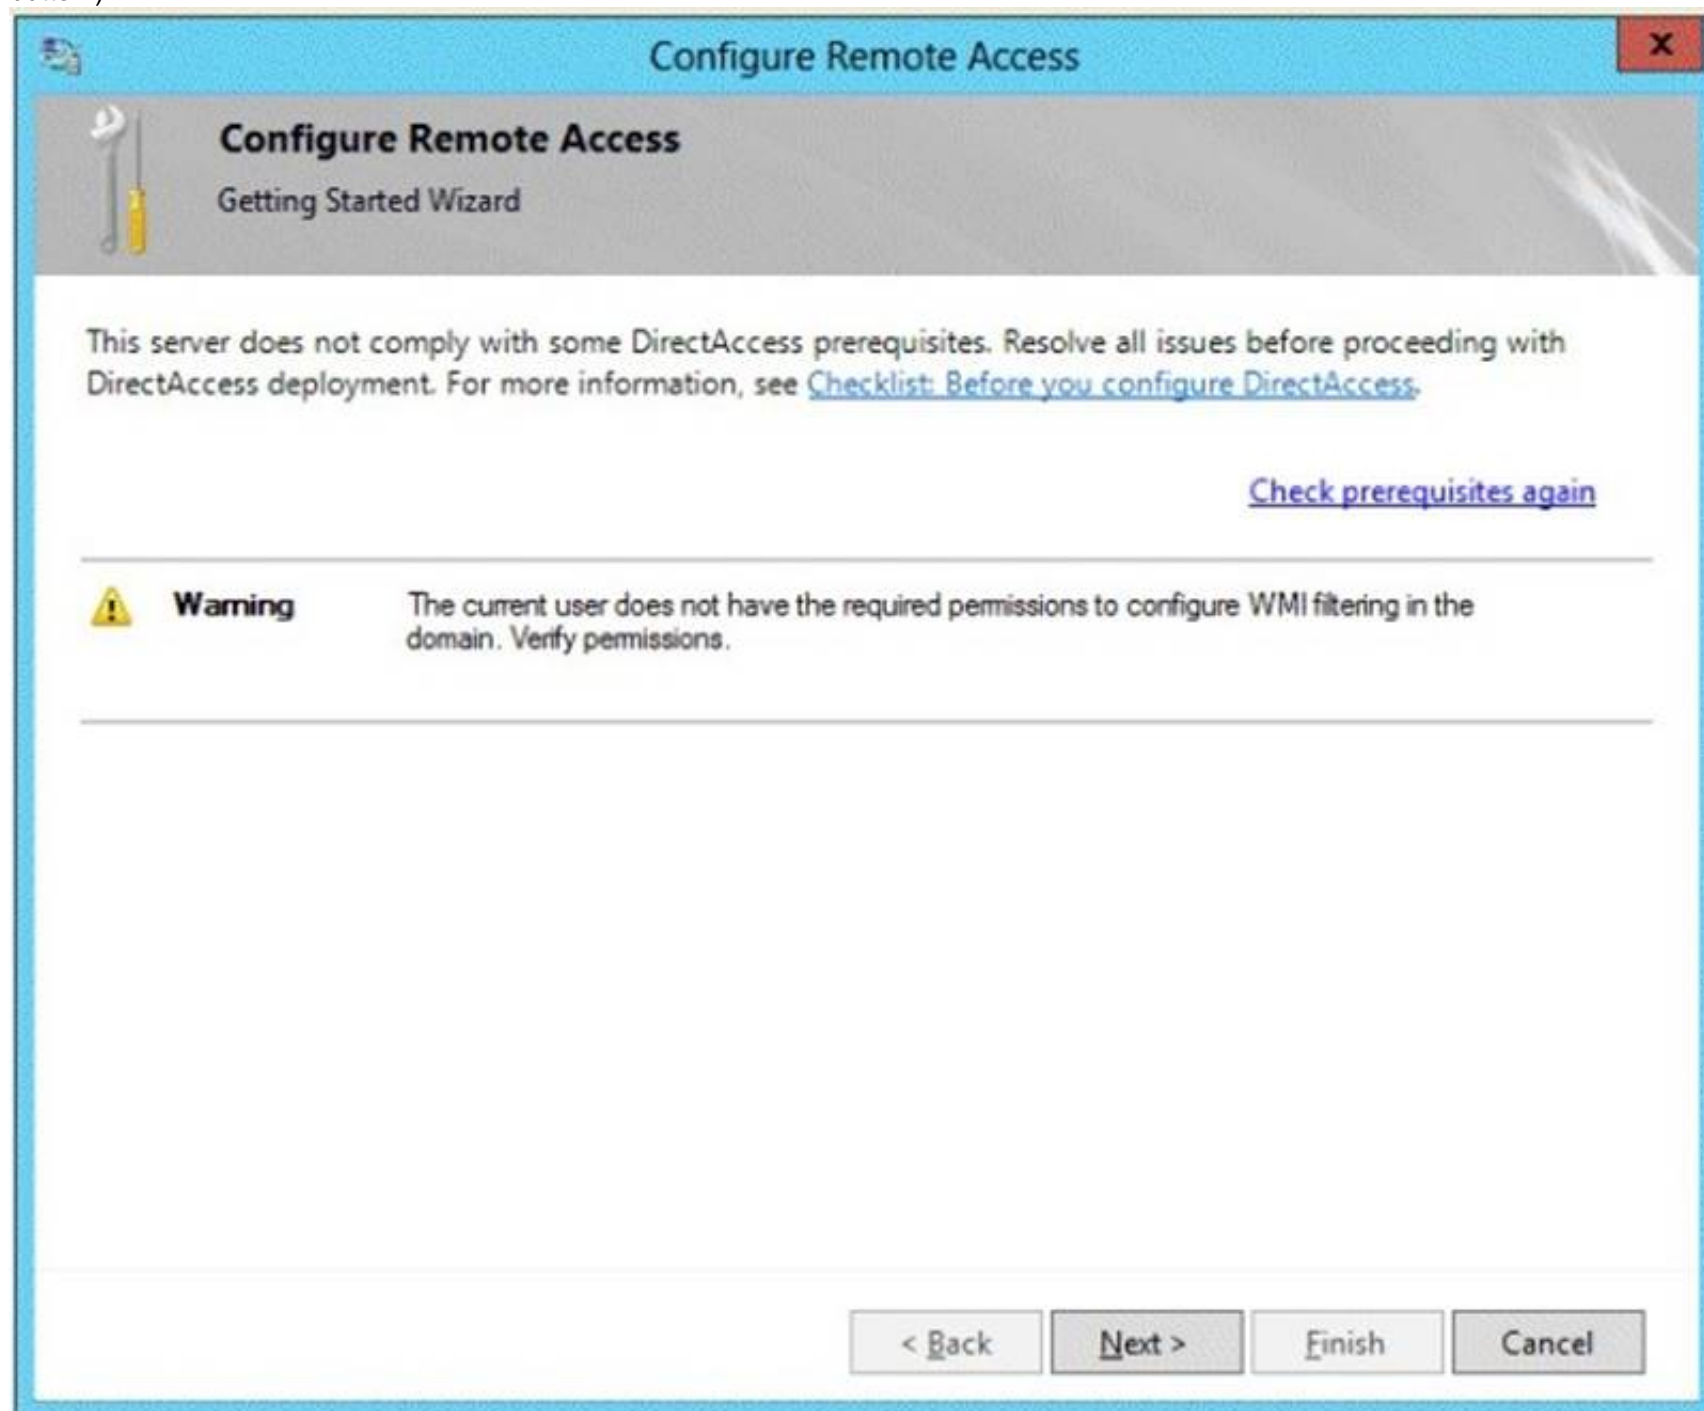 Configure Remote Access
Configure Remote Access
Getting Started Wizard
This server does not comply with some DirectAccess prerequisites. Resolve all issues before proceeding with
DirectAccess deployment. For more information, see Checklist: Before you configure DirectAccess.
Check prerequisites again
Warning The current user does not have the required permissions to configure WMI filtering in the
domain. Verify permissions.
< Back Next > Finish Cancel